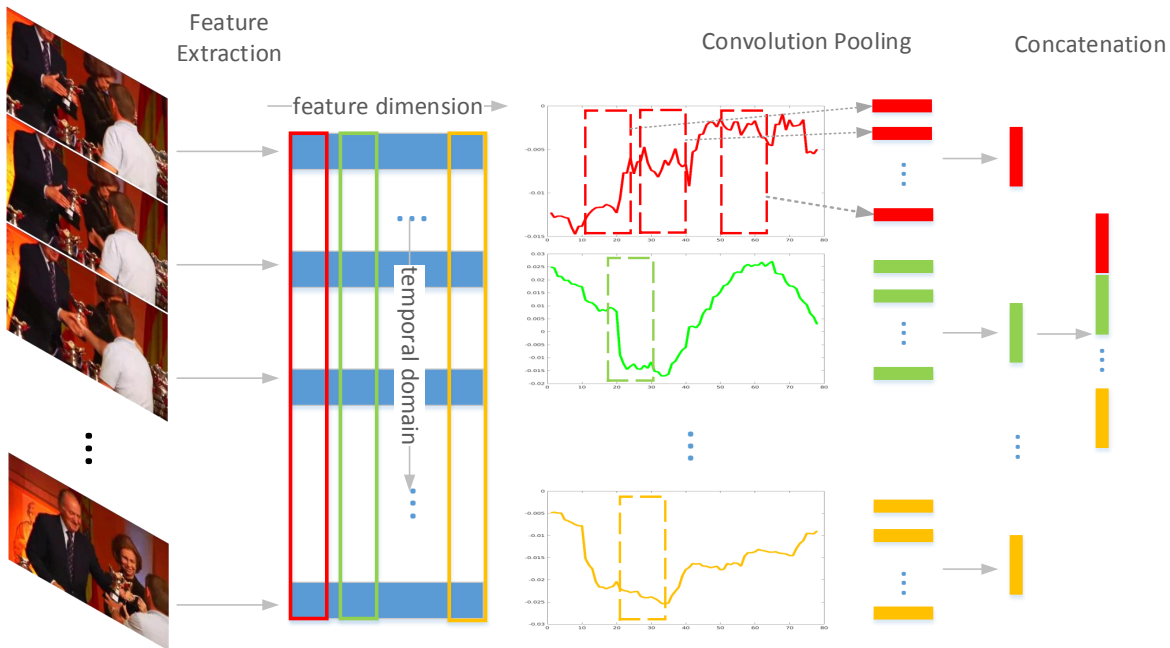 Feature
Extraction
Convolution Pooling
Concatenation
feature dimension
temporal domain
0
-0.005
-0.01
-0.015
0 10 20 30 40 50 60 70 80
0.03
0.025
0.02
0.015
0.01
0.005
0
-0.005
-0.01
-0.015
-0.02
0 10 20 30 40 50 60 70 80
0
-0.005
-0.01
-0.015
-0.02
-0.025
-0.03
0 10 20 30 40 50 60 70 80